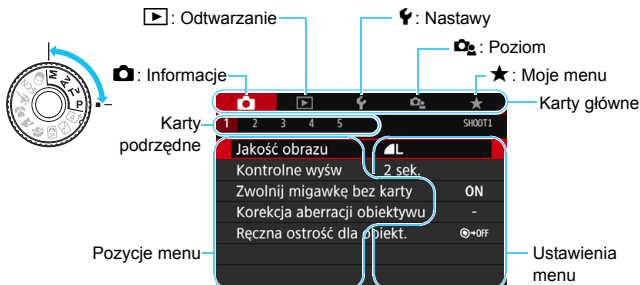 : Odtwarzanie
: Nastawy
: Poziom
: Informacje
: Moje menu
Karty główne
Karty podrzędne
1 2 3 4 5 SHOOT1
Jakość obrazu L
Kontrolne wyśw 2 sek.
Zwolnij migawkę bez karty ON
Korekcja aberracji obiektywu -
Ręczna ostrość dla obiekt. OFF
Pozycje menu
Ustawienia menu
M
Av
Tv
P